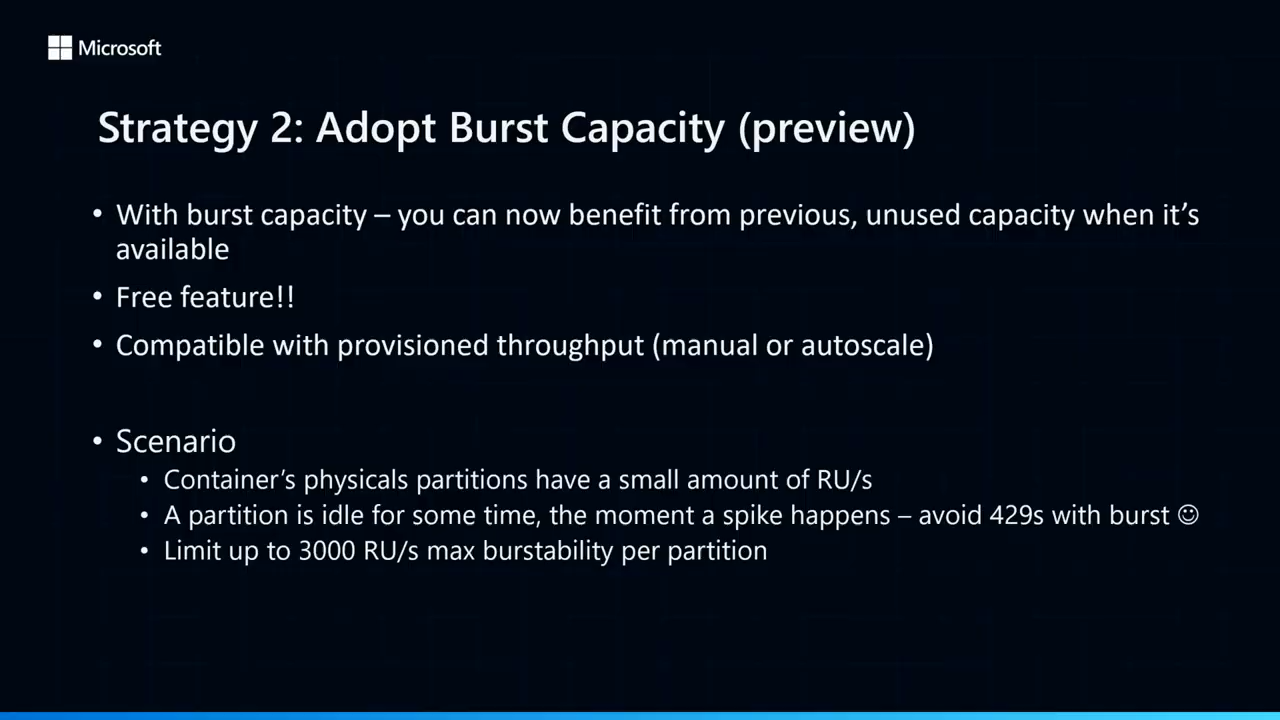 Microsoft
Strategy 2: Adopt Burst Capacity (preview)
• With burst capacity – you can now benefit from previous, unused capacity when it’s
available
• Free feature!!
• Compatible with provisioned throughput (manual or autoscale)
• Scenario
• Container’s physicals partitions have a small amount of RU/s
• A partition is idle for some time, the moment a spike happens – avoid 429s with burst ☺
• Limit up to 3000 RU/s max burstability per partition